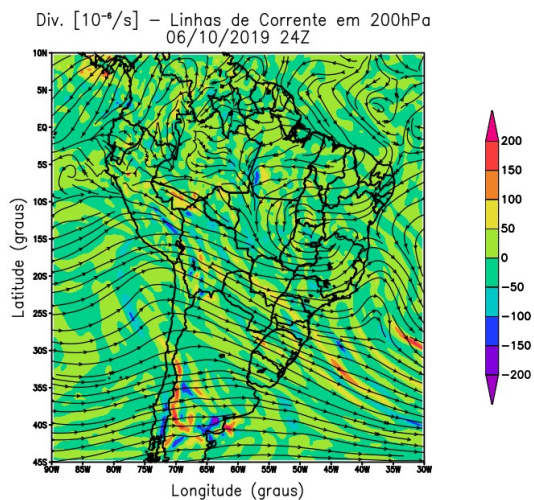 Div. [10⁻⁶/s] – Linhas de Corrente em 200hPa
06/10/2019 24Z
10N
5N
EQ
5S
10S
15S
20S
25S
30S
35S
40S
45S
90W 85W 80W 75W 70W 65W 60W 55W 50W 45W 40W 35W 30W
Latitude (graus)
Longitude (graus)
200
150
100
50
0
−50
−100
−150
−200